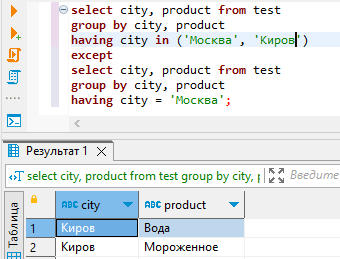 select city, product from test
group by city, product
having city in ('Москва', 'Киров')
except
select city, product from test
group by city, product
having city = 'Москва';
Результат 1
select city, product from test group by city, p
Введите
Таблица
ABC city ABC product
1 Киров Вода
2 Киров Мороженное